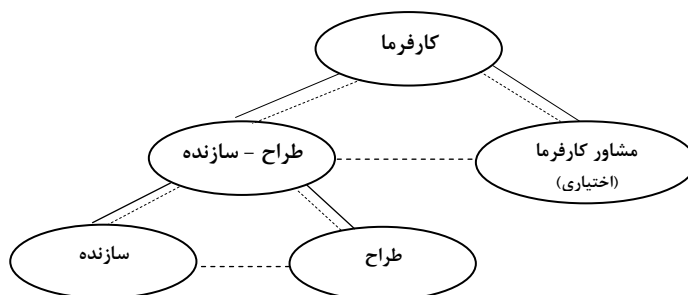 کارفرما
طراح – سازنده
مشاور کارفرما
(اختیاری)
سازنده
طراح